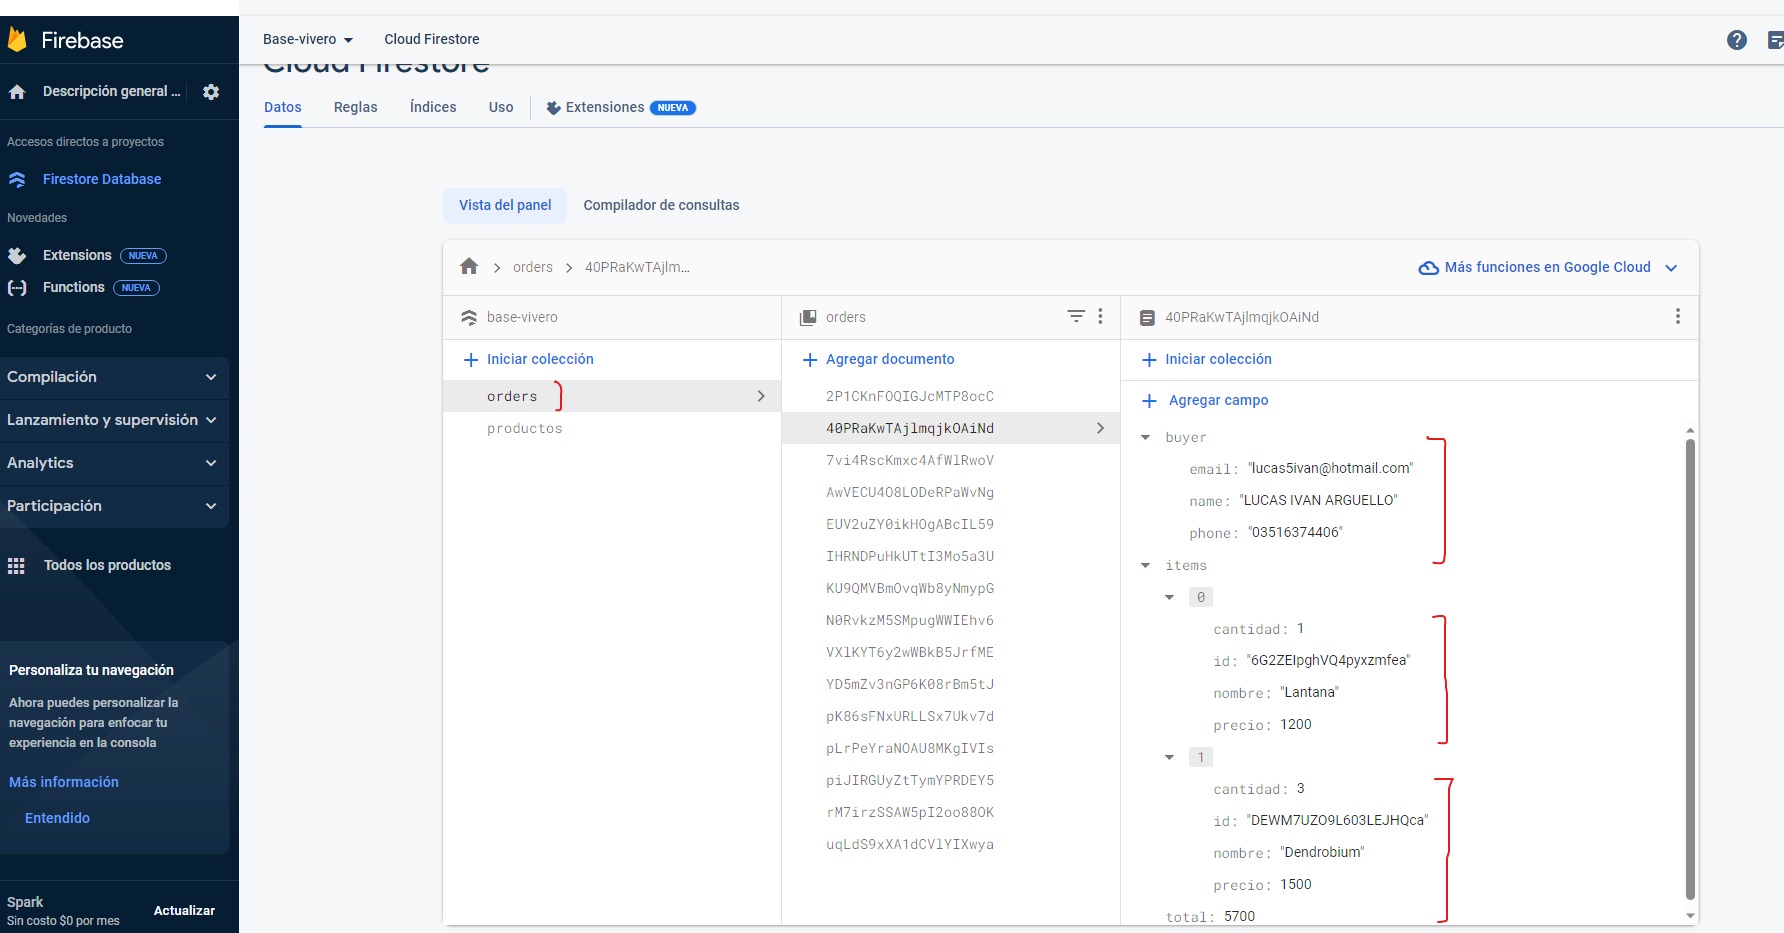 Firebase
Base-vivero
Cloud Firestore
Cloud Firestore
Descripción general ...
Datos
Reglas
Índices
Uso
Extensiones
NUEVA
Accesos directos a proyectos
Firestore Database
Novedades
Extensions
NUEVA
Functions
NUEVA
Categorías de producto
Compilación
Lanzamiento y supervisión
Analytics
Participación
Todos los productos
Personaliza tu navegación
Ahora puedes personalizar la
navegación para enfocar tu
experiencia en la consola
Más información
Entendido
Spark
Sin costo $0 por mes
Actualizar
Vista del panel
Compilador de consultas
orders
40PRaKwTAjlm...
Más funciones en Google Cloud
base-vivero
Iniciar colección
orders
productos
orders
Agregar documento
2P1CKnFOQIGJcMTP8ocC
40PRaKwTAjlmqjkOAiNd
7vi4RscKmxc4AfWlRwoV
AwVECU4O8LODeRPaWvNg
EUV2uZY0ikHOgABcIL59
IHRNDPuHkUTtI3Mo5a3U
KU9QMVBmOvqWb8yNmypG
N0RvkzM5SMpugWWIEhv6
VXlKYT6y2wWBkB5JrfME
YD5mZv3nGP6K08rBm5tJ
pK86sFNxURLLSx7Ukv7d
pLrPeYraNOAU8MKgIVIs
piJIRGUyZtTymYPRDEY5
rM7irzSSAW5pI2oo88OK
uqLdS9xXA1dCVlYIXwya
40PRaKwTAjlmqjkOAiNd
Iniciar colección
Agregar campo
buyer
email: "lucas5ivan@hotmail.com"
name: "LUCAS IVAN ARGUELLO"
phone: "03516374406"
items
0
cantidad: 1
id: "6G2ZEIpghVQ4pyxzmfea"
nombre: "Lantana"
precio: 1200
1
cantidad: 3
id: "DEWM7UZO9L603LEJHQca"
nombre: "Dendrobium"
precio: 1500
total: 5700